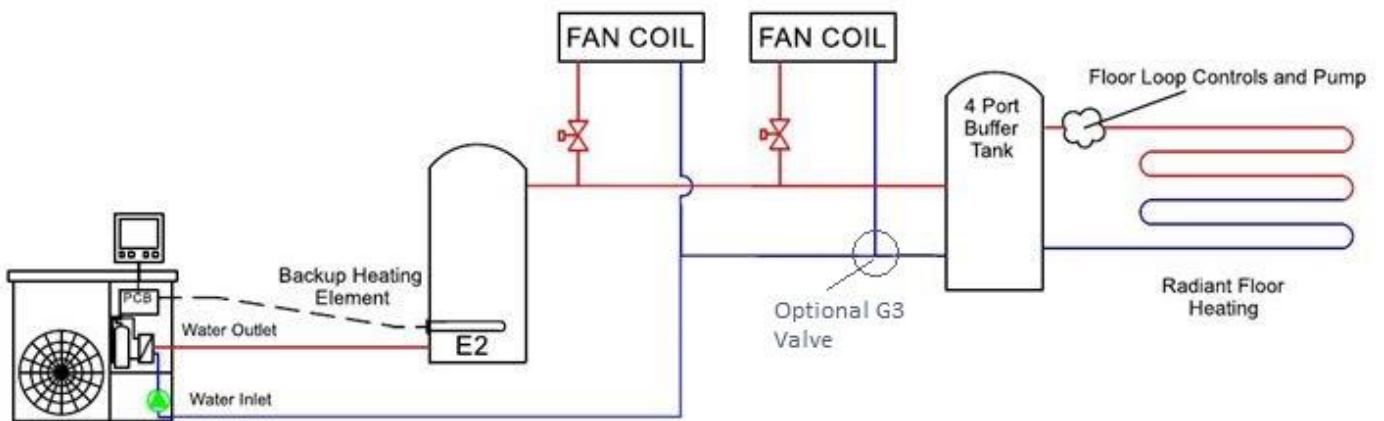 FAN COIL
FAN COIL
4 Port
Buffer
Tank
Floor Loop Controls and Pump
Backup Heating
Element
PCB
Water Outlet
E2
Water Inlet
Optional G3
Valve
Radiant Floor
Heating